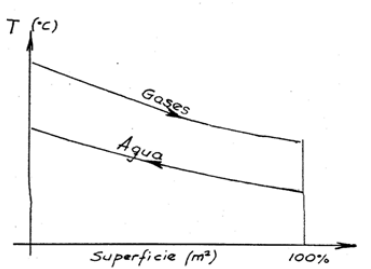 T (°C)
Gases
Agua
Superficie (m²)
100%